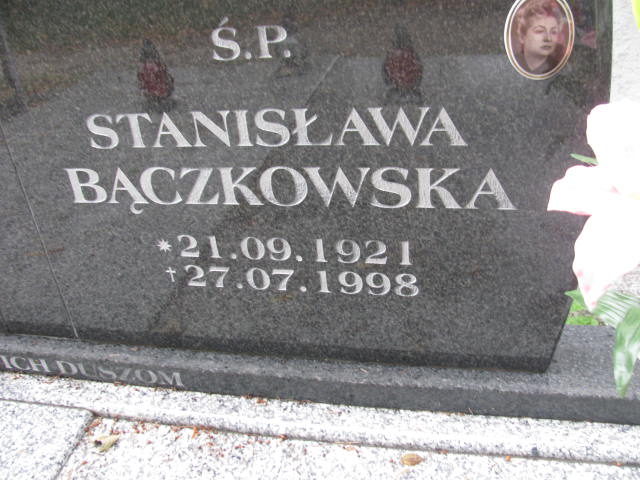 Ś.P.
STANISŁAWA
BĄCZKOWSKA
*21.09.1921
†27.07.1998
ICH DUSZOM